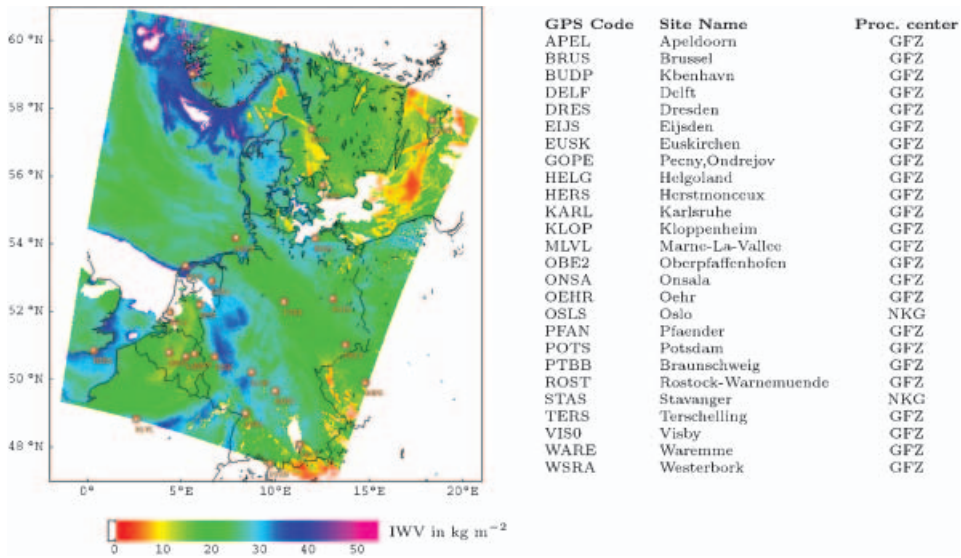 60 °N
58 °N
56 °N
54 °N
52 °N
50 °N
48 °N
0° 5°E 10°E 15°E 20°E
0 10 20 30 40 50 IWV in kg m−2
GPS Code Site Name Proc. center
APEL Apeldoorn GFZ
BRUS Brussel GFZ
BUDP Kbenhavn GFZ
DELF Delft GFZ
DRES Dresden GFZ
EIJS Eijsden GFZ
EUSK Euskirchen GFZ
GOPE Pecny,Ondrejov GFZ
HELG Helgoland GFZ
HERS Herstmonceux GFZ
KARL Karlsruhe GFZ
KLOP Kloppenheim GFZ
MLVL Marne-La-Vallee GFZ
OBE2 Oberpfaffenhofen GFZ
ONSA Onsala GFZ
OEHR Oehr GFZ
OSLS Oslo NKG
PFAN Pfaender GFZ
POTS Potsdam GFZ
PTBB Braunschweig GFZ
ROST Rostock-Warnemuende GFZ
STAS Stavanger NKG
TERS Terschelling GFZ
VIS0 Visby GFZ
WARE Waremme GFZ
WSRA Westerbork GFZ